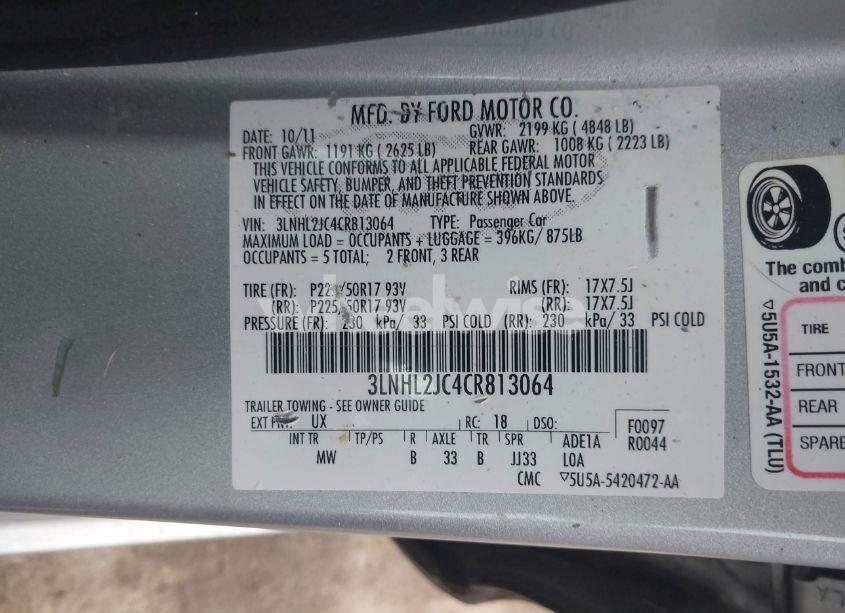 MFD. BY FORD MOTOR CO.
DATE: 10/11
GVWR: 2199 KG ( 4848 LB)
FRONT GAWR: 1191 KG ( 2625 LB)
REAR GAWR: 1008 KG ( 2223 LB)
THIS VEHICLE CONFORMS TO ALL APPLICABLE FEDERAL MOTOR
VEHICLE SAFETY, BUMPER, AND THEFT PREVENTION STANDARDS
IN EFFECT ON THE DATE OF MANUFACTURE SHOWN ABOVE.
VIN: 3LNHL2JC4CR813064 TYPE: Passenger Car
MAXIMUM LOAD = OCCUPANTS + LUGGAGE = 396KG/ 875LB
OCCUPANTS = 5 TOTAL; 2 FRONT, 3 REAR
TIRE (FR): 50R17 93V RIMS (FR): 17X7.5J
(RR): P225 50R17 93V (RR): 17X7.5J
PRESSURE (FR): 230 kPa/ 33 PSI COLD (RR): 230 kPa/ 33 PSI COLD
wheelwise
3LNHL2JC4CR813064
TRAILER TOWING - SEE OWNER GUIDE
EXT PNT: UX RC: 18 DSO: F0097
R0044
INT TR TP/PS R AXLE TR SPR ADE1A
MW B 33 B JJ33 LOA
CMC ▽5U5A-5420472-AA
The comb
and c
▽5U5A-1532-AA (TLU)
TIRE
FRONT
REAR
SPARE